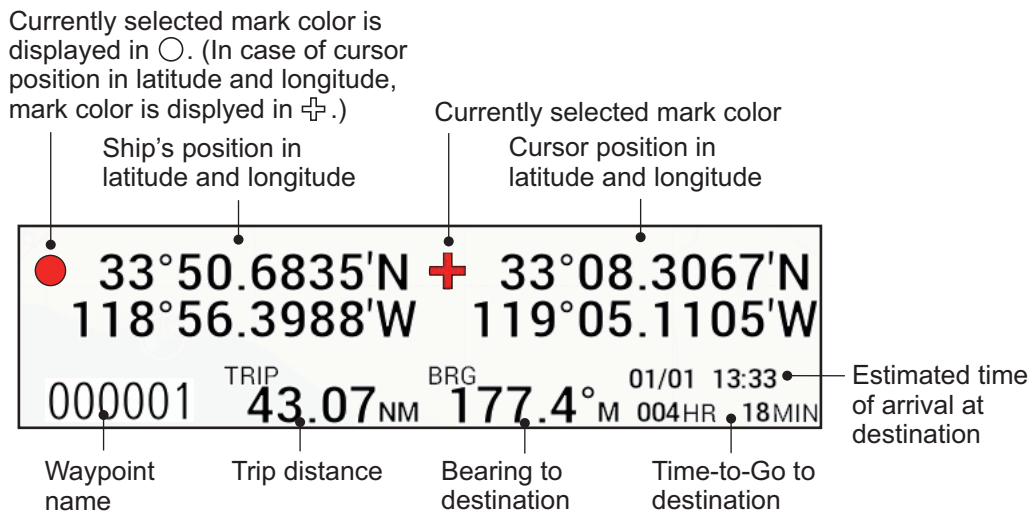 Currently selected mark color is
displayed in ○. (In case of cursor
position in latitude and longitude,
mark color is displyed in ✚.)
Currently selected mark color
Ship's position in
latitude and longitude
Cursor position in
latitude and longitude
33°50.6835'N 33°08.3067'N
118°56.3988'W 119°05.1105'W
000001 TRIP 43.07NM BRG 177.4°M 01/01 13:33
004HR 18MIN
Estimated time
of arrival at
destination
Waypoint
name
Trip distance
Bearing to
destination
Time-to-Go to
destination